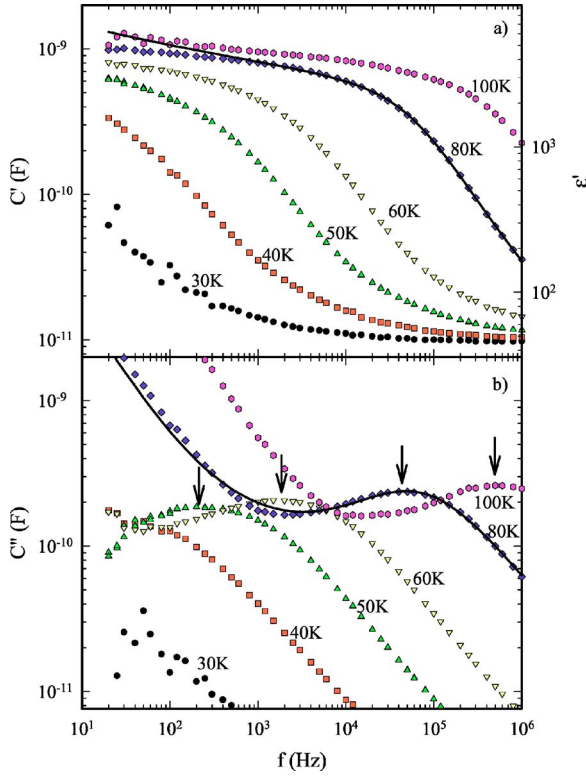 a)
10⁻⁹
100K
80K
C' (F)
10³
ε'
10⁻¹⁰
60K
50K
40K
30K
10²
10⁻¹¹
b)
10⁻⁹
100K
80K
C'' (F)
10⁻¹⁰
60K
50K
40K
30K
10⁻¹¹
10¹ 10² 10³ 10⁴ 10⁵ 10⁶
f (Hz)